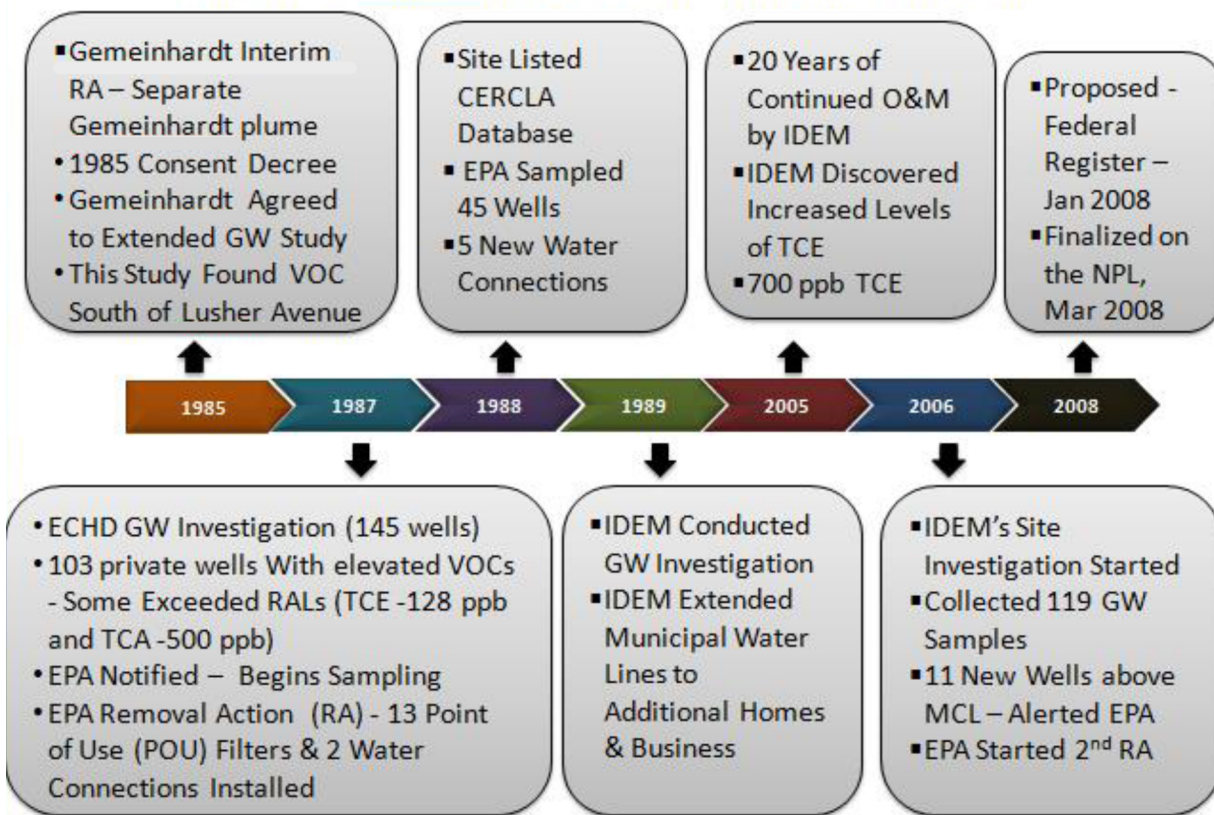 ▪Gemeinhardt Interim
RA – Separate
Gemeinhardt plume
• 1985 Consent Decree
• Gemeinhardt Agreed
to Extended GW Study
• This Study Found VOC
South of Lusher Avenue
▪Site Listed
CERCLA
Database
▪ EPA Sampled
45 Wells
▪5 New Water
Connections
▪20 Years of
Continued O&M
by IDEM
▪IDEM Discovered
Increased Levels
of TCE
▪700 ppb TCE
▪Proposed -
Federal
Register –
Jan 2008
▪Finalized on
the NPL,
Mar 2008
1985
1987
1988
1989
2005
2006
2008
• ECHD GW Investigation (145 wells)
• 103 private wells With elevated VOCs
- Some Exceeded RALs (TCE -128 ppb
and TCA -500 ppb)
• EPA Notified – Begins Sampling
• EPA Removal Action (RA) - 13 Point
of Use (POU) Filters & 2 Water
Connections Installed
▪IDEM Conducted
GW Investigation
▪IDEM Extended
Municipal Water
Lines to
Additional Homes
& Business
▪IDEM's Site
Investigation Started
▪Collected 119 GW
Samples
▪11 New Wells above
MCL – Alerted EPA
▪EPA Started 2nd RA